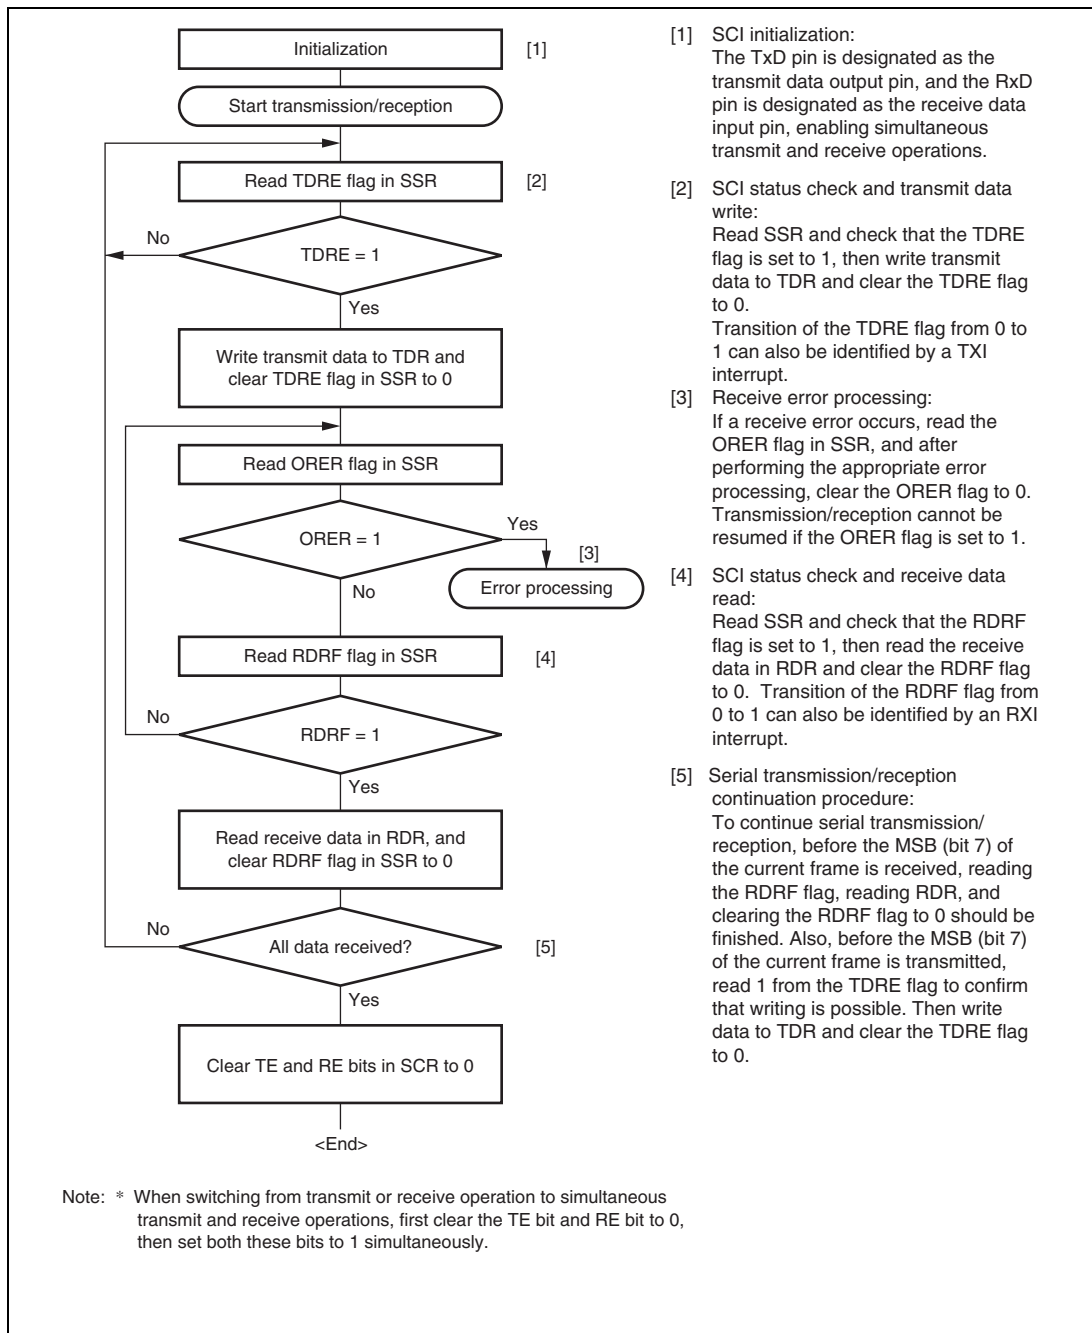 Initialization
[1]
Start transmission/reception
Read TDRE flag in SSR
[2]
No
TDRE = 1
Yes
Write transmit data to TDR and
clear TDRE flag in SSR to 0
Read ORER flag in SSR
ORER = 1
Yes
[3]
Error processing
No
Read RDRF flag in SSR
[4]
No
RDRF = 1
Yes
Read receive data in RDR, and
clear RDRF flag in SSR to 0
No
All data received?
[5]
Yes
Clear TE and RE bits in SCR to 0
<End>
[1] SCI initialization:
The TxD pin is designated as the
transmit data output pin, and the RxD
pin is designated as the receive data
input pin, enabling simultaneous
transmit and receive operations.
[2] SCI status check and transmit data
write:
Read SSR and check that the TDRE
flag is set to 1, then write transmit
data to TDR and clear the TDRE flag
to 0.
Transition of the TDRE flag from 0 to
1 can also be identified by a TXI
interrupt.
[3] Receive error processing:
If a receive error occurs, read the
ORER flag in SSR, and after
performing the appropriate error
processing, clear the ORER flag to 0.
Transmission/reception cannot be
resumed if the ORER flag is set to 1.
[4] SCI status check and receive data
read:
Read SSR and check that the RDRF
flag is set to 1, then read the receive
data in RDR and clear the RDRF flag
to 0. Transition of the RDRF flag from
0 to 1 can also be identified by an RXI
interrupt.
[5] Serial transmission/reception
continuation procedure:
To continue serial transmission/
reception, before the MSB (bit 7) of
the current frame is received, reading
the RDRF flag, reading RDR, and
clearing the RDRF flag to 0 should be
finished. Also, before the MSB (bit 7)
of the current frame is transmitted,
read 1 from the TDRE flag to confirm
that writing is possible. Then write
data to TDR and clear the TDRE flag
to 0.
Note: * When switching from transmit or receive operation to simultaneous
transmit and receive operations, first clear the TE bit and RE bit to 0,
then set both these bits to 1 simultaneously.